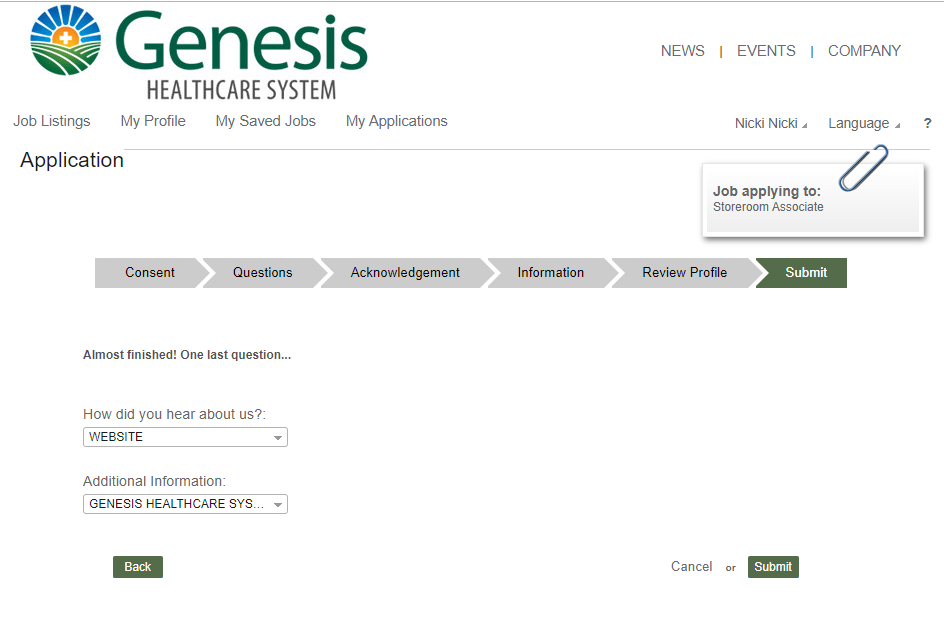 Genesis
HEALTHCARE SYSTEM
NEWS | EVENTS | COMPANY
Job Listings My Profile My Saved Jobs My Applications
Nicki Nicki Language ?
Application
Job applying to:
Storeroom Associate
Consent Questions Acknowledgement Information Review Profile Submit
Almost finished! One last question...
How did you hear about us?:
WEBSITE
Additional Information:
GENESIS HEALTHCARE SYS...
Back Cancel or Submit